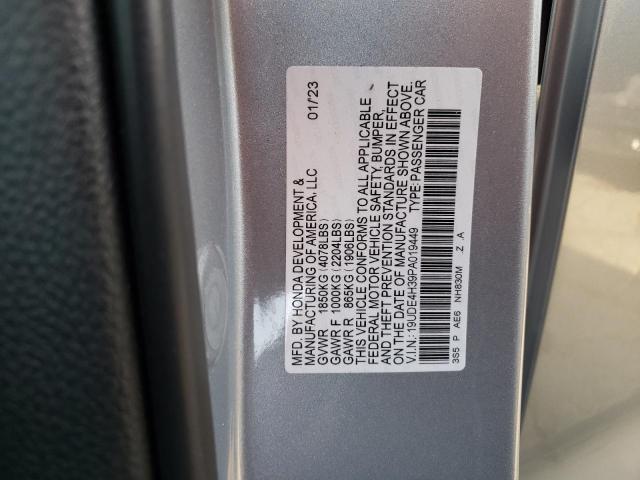 MFD. BY HONDA DEVELOPMENT &
MANUFACTURING OF AMERICA, LLC 01/23
GVWR 1850KG (4078LBS)
GAWR F 1000KG (2204LBS)
GAWR R 865KG (1906LBS)
THIS VEHICLE CONFORMS TO ALL APPLICABLE
FEDERAL MOTOR VEHICLE SAFETY, BUMPER,
AND THEFT PREVENTION STANDARDS IN EFFECT
ON THE DATE OF MANUFACTURE SHOWN ABOVE.
V.I.N.:19UDE4H39PA019449 TYPE:PASSENGER CAR
3S5 P AE6 NH830M .Z .A